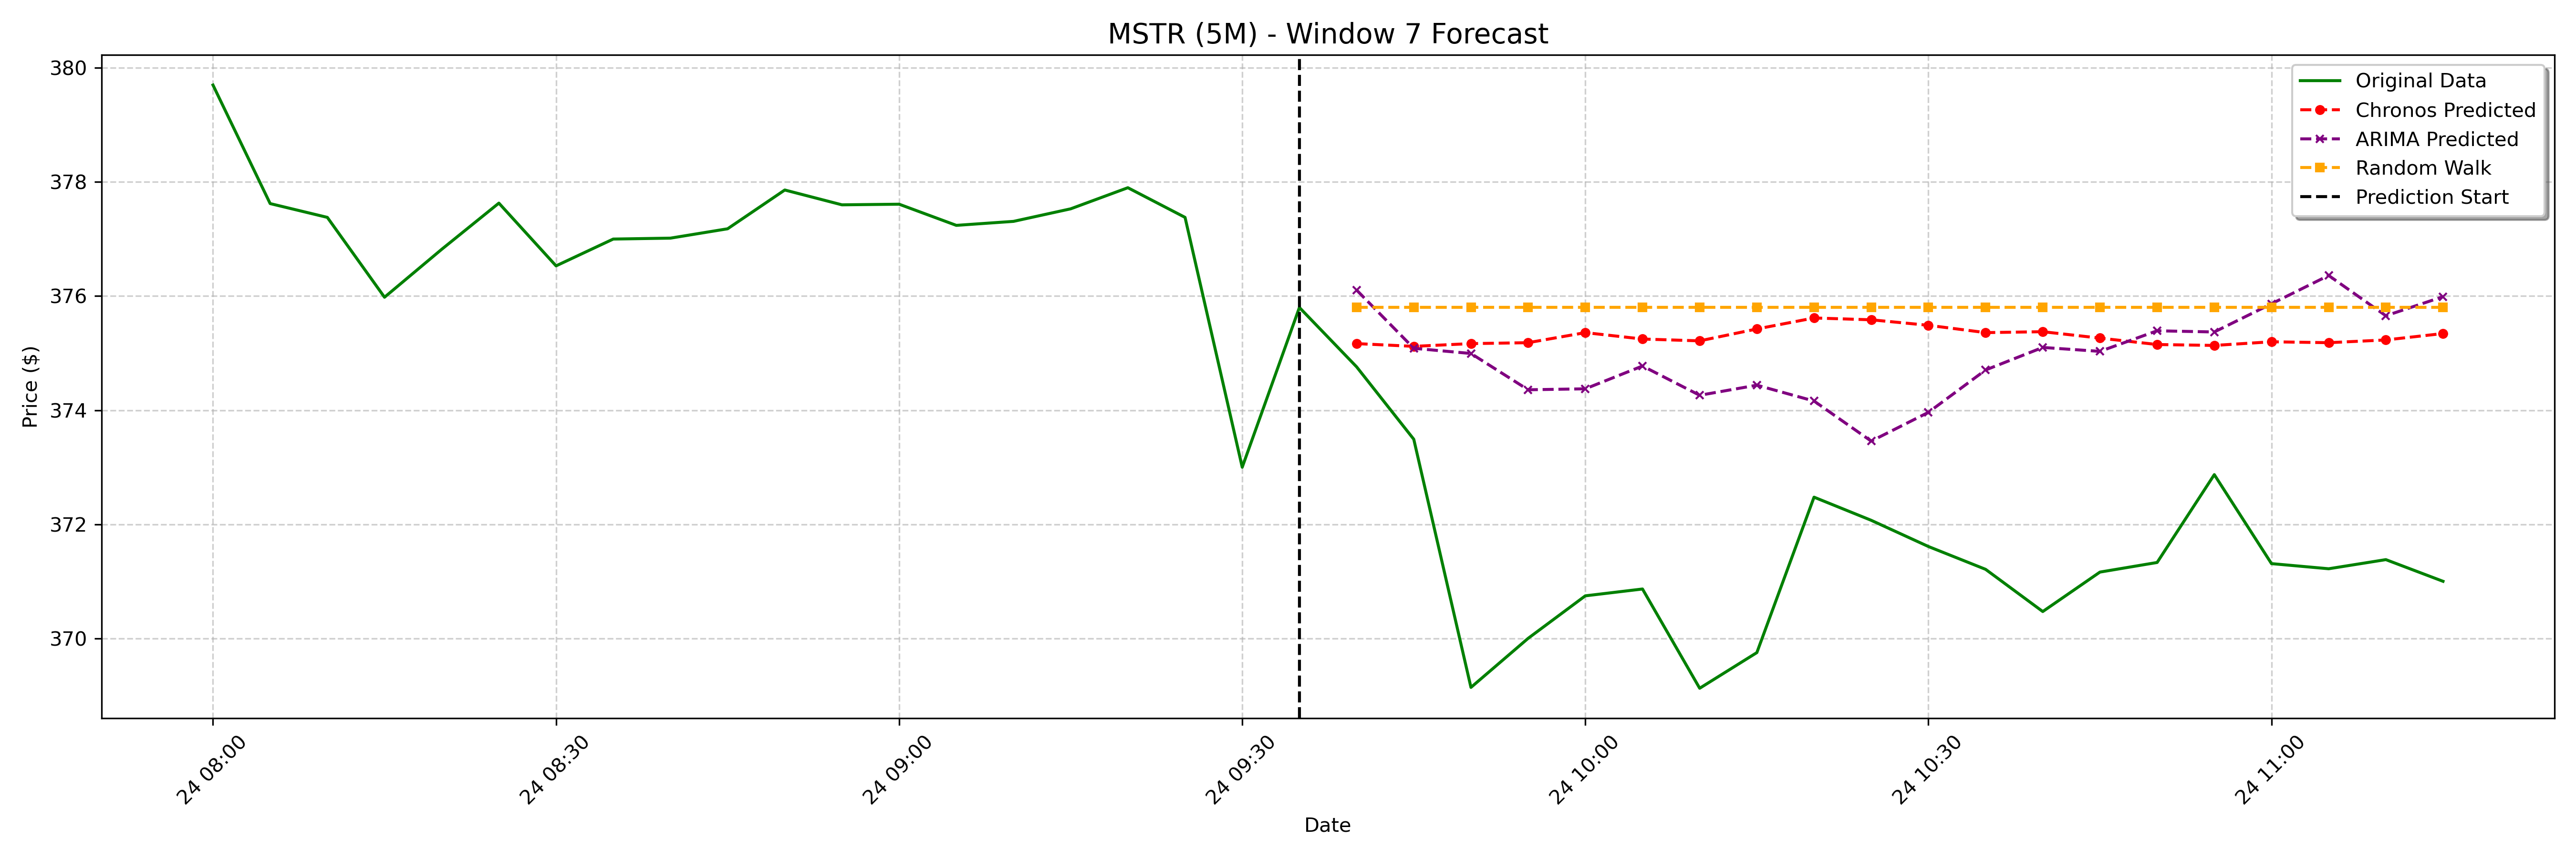 MSTR (5M) - Window 7 Forecast
Price ($)
380
378
376
374
372
370
Original Data
Chronos Predicted
ARIMA Predicted
Random Walk
Prediction Start
24 08:00
24 08:30
24 09:00
24 09:30
24 10:00
24 10:30
24 11:00
Date